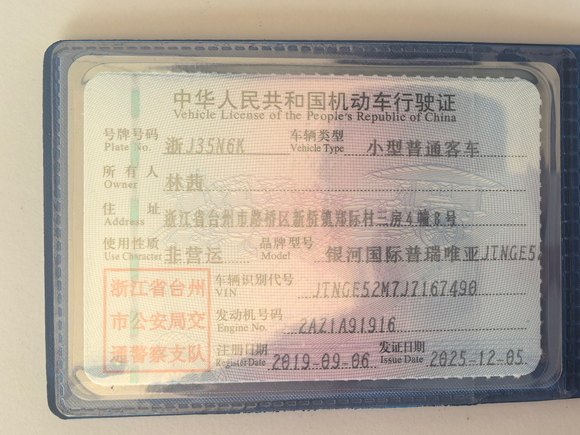 中华人民共和国机动车行驶证
Vehicle License of the People's Republic of China
号牌号码 Plate No. 浙J35N6K 车辆类型 Vehicle Type 小型普通客车
所有人 Owner 林茜
住址 Address 浙江省台州市路桥区新桥镇郑际村三房4幢8号
使用性质 Use Character 非营运 品牌型号 Model 银河国际普瑞唯亚JTNGE52
浙江省台州市公安局交通警察支队
车辆识别代号 VIN JTNGE52M7J7167490
发动机号码 Engine No. 2AZ1A91916
注册日期 Register Date 2019-09-06 发证日期 Issue Date 2025-12-05